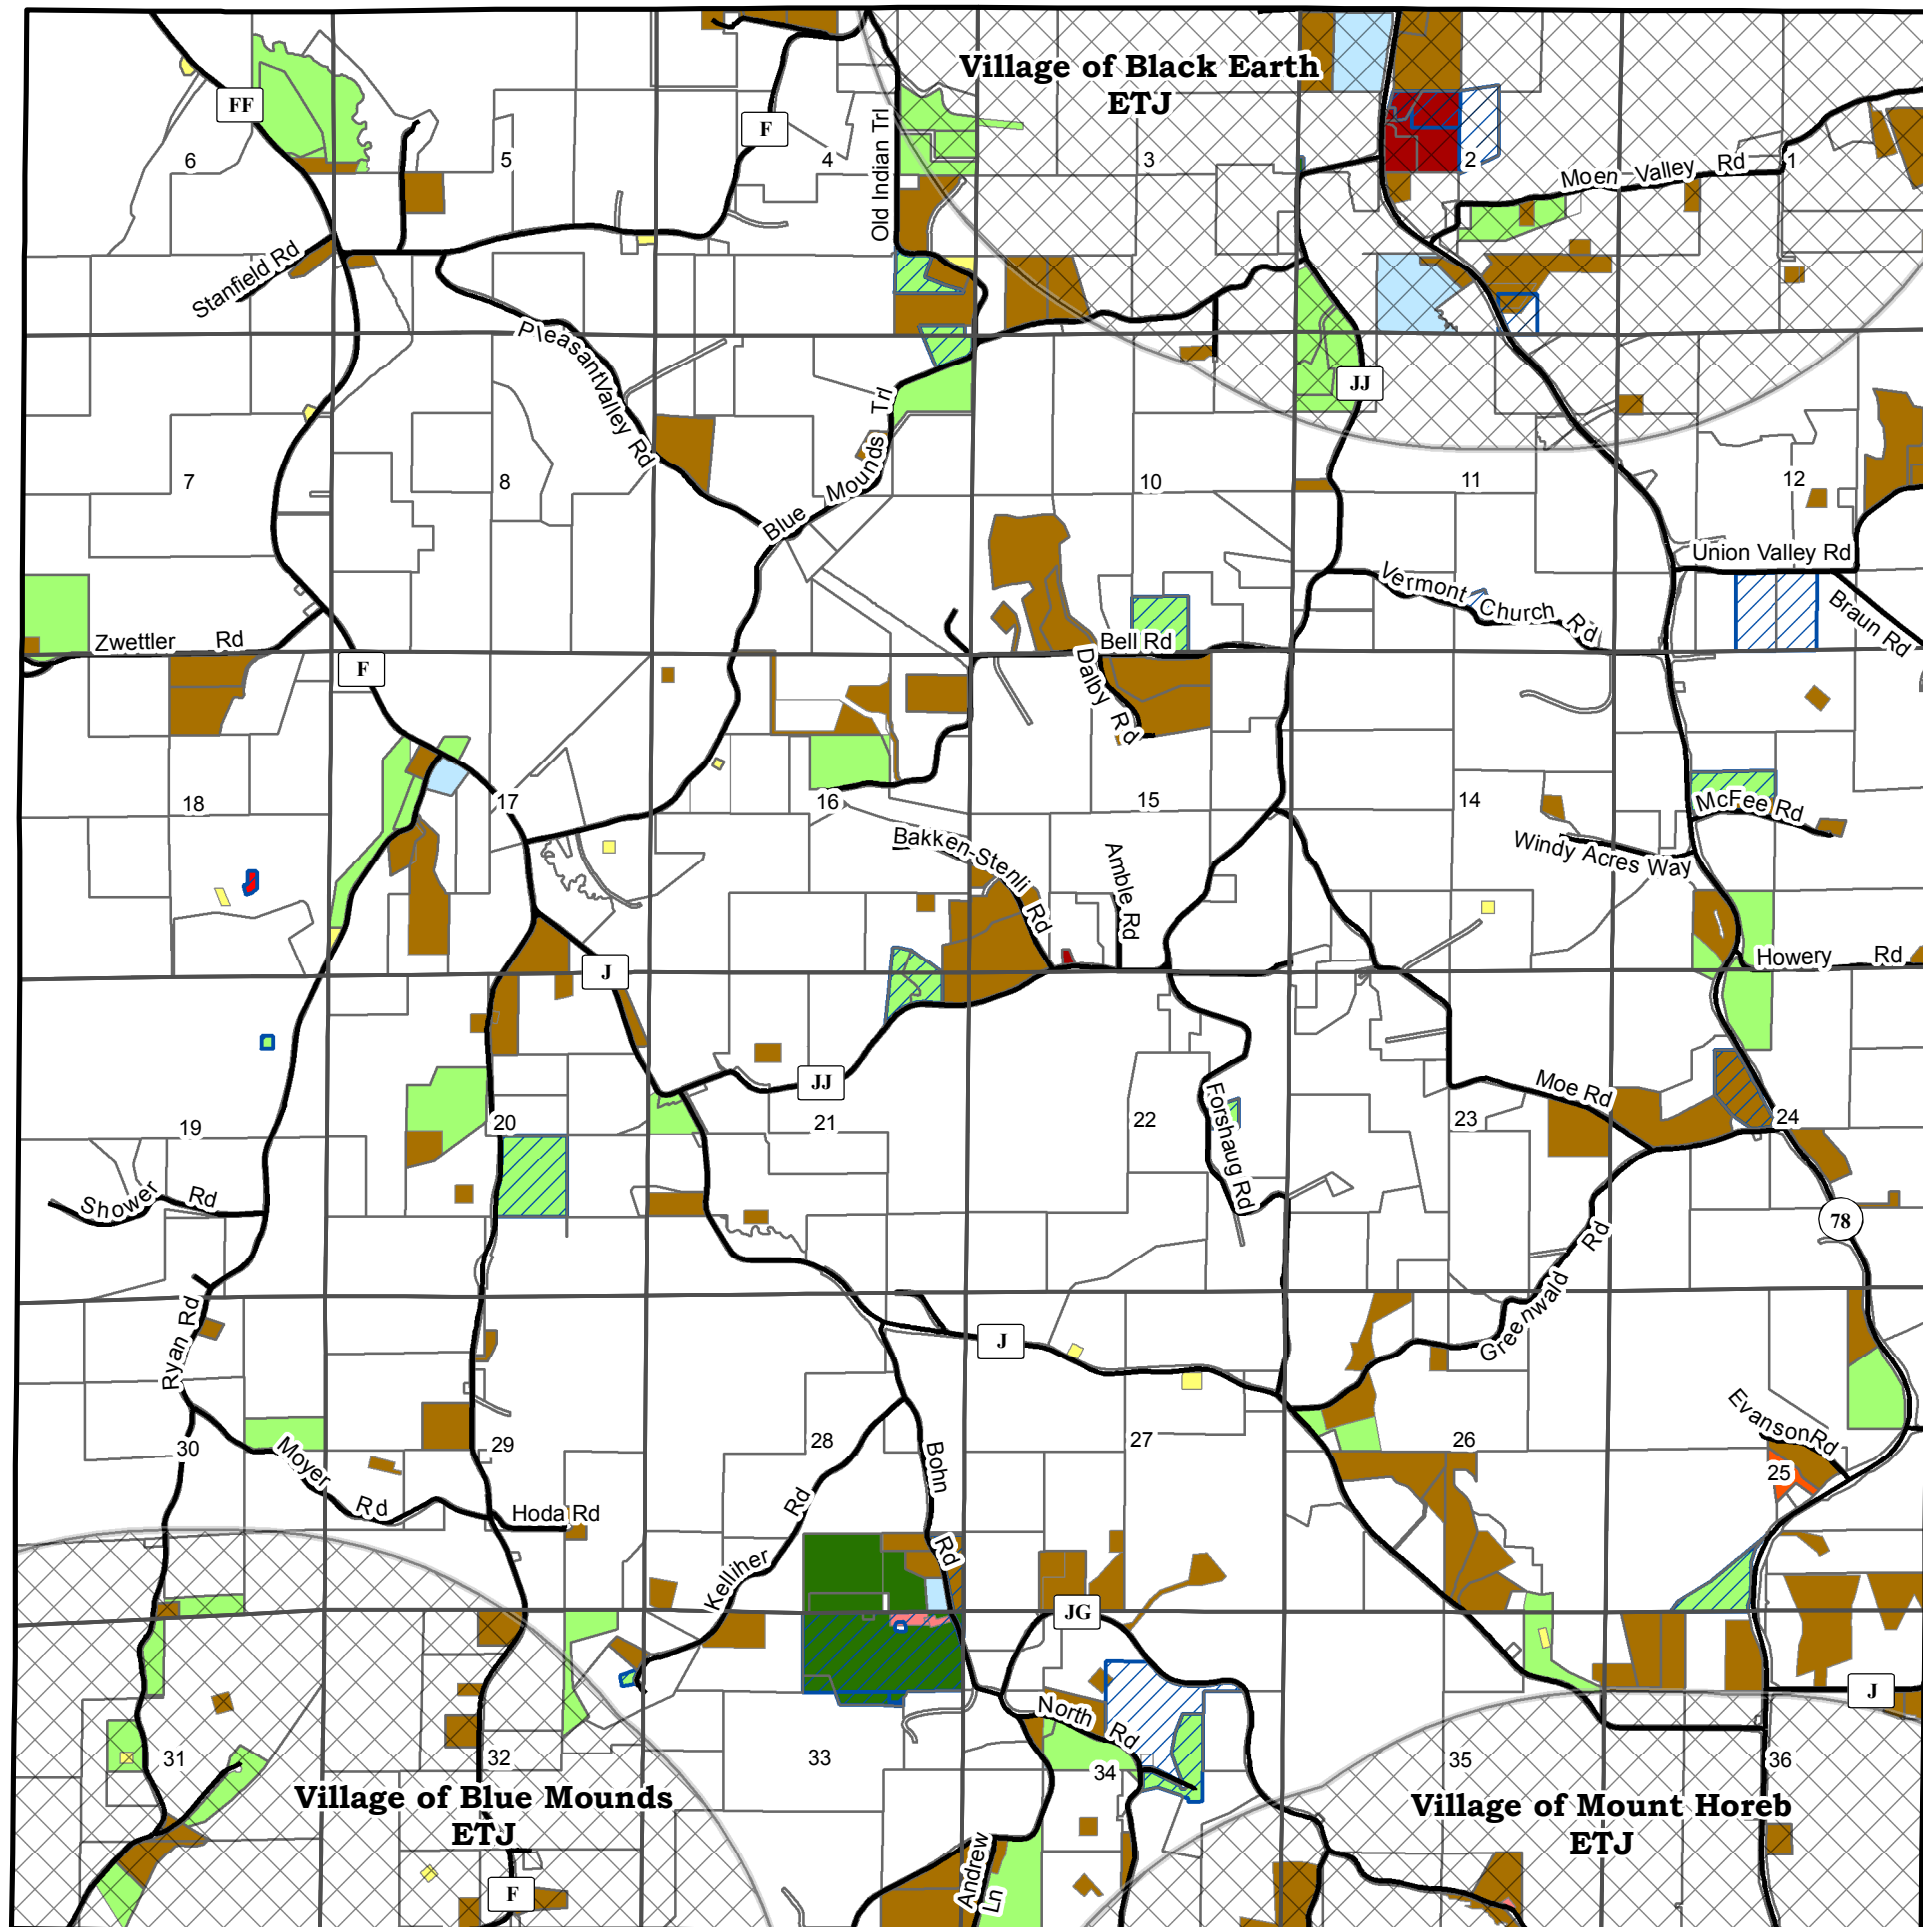 Village of Black Earth
ETJ
FF
F
Old Indian Trl
6
5
4
3
2
1
Moen Valley Rd
Stanfield Rd
Pleasant Valley Rd
JJ
Blue Mounds Trl
7
8
10
11
12
Union Valley Rd
Vermont Church Rd
Braun Rd
Zwettler Rd
Bell Rd
F
Dalby Rd
18
17
16
15
14
McFee Rd
Windy Acres Way
Bakken-Stenli Rd
Amble Rd
Howery Rd
J
JJ
Moe Rd
Forshaug Rd
19
20
21
22
23
24
Shower Rd
78
Greenwald Rd
Ryan Rd
J
Evanson Rd
30
29
28
27
26
25
Moyer Rd
Hoda Rd
Bohn Rd
Kelliher Rd
JG
North Rd
J
31
32
33
34
35
36
Village of Blue Mounds
ETJ
Village of Mount Horeb
ETJ
Andrew Ln
F